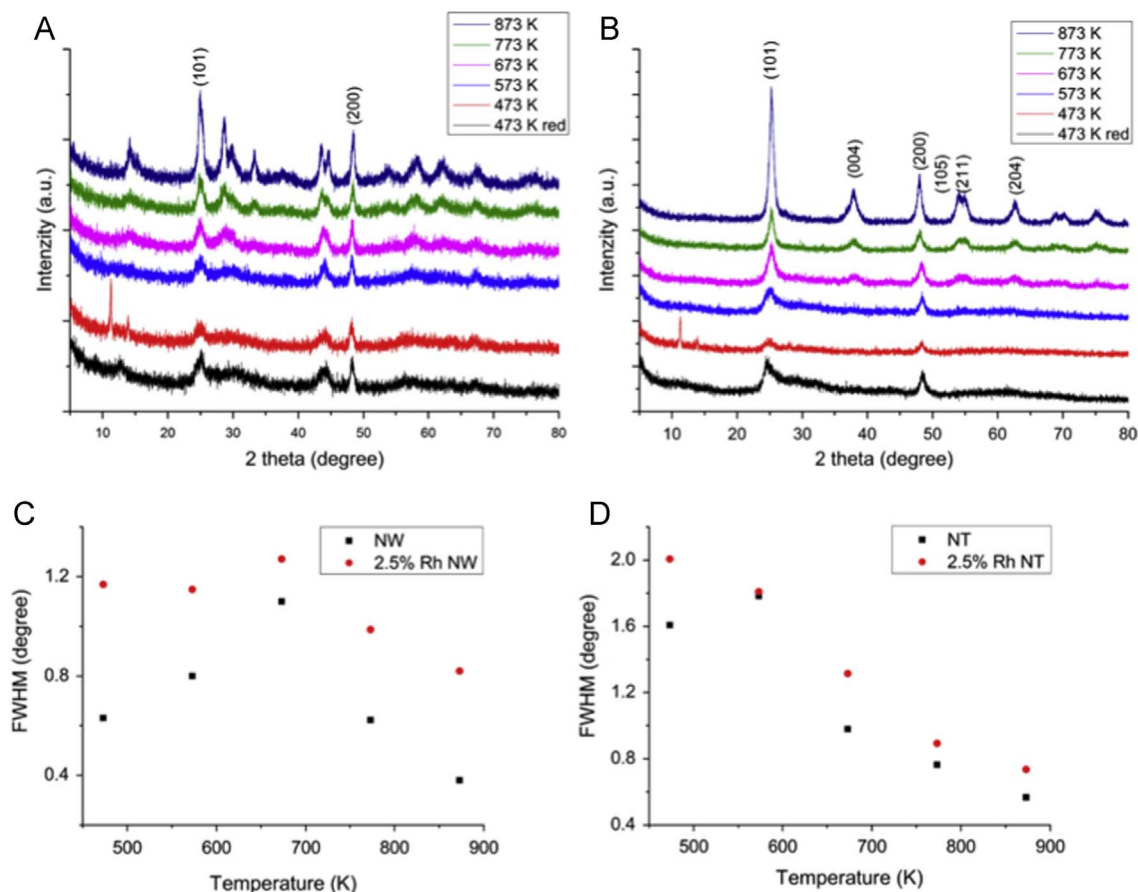 A
873 K
773 K
673 K
573 K
473 K
473 K red
(101)
(200)
Intenzity (a.u.)
10 20 30 40 50 60 70 80
2 theta (degree)
B
873 K
773 K
673 K
573 K
473 K
473 K red
(101)
(004)
(200)
(105)
(211)
(204)
Intenzity (a.u.)
10 20 30 40 50 60 70 80
2 theta (degree)
C
NW
2.5% Rh NW
1.2
0.8
0.4
FWHM (degree)
500 600 700 800 900
Temperature (K)
D
NT
2.5% Rh NT
2.0
1.6
1.2
0.8
0.4
FWHM (degree)
500 600 700 800 900
Temperature (K)